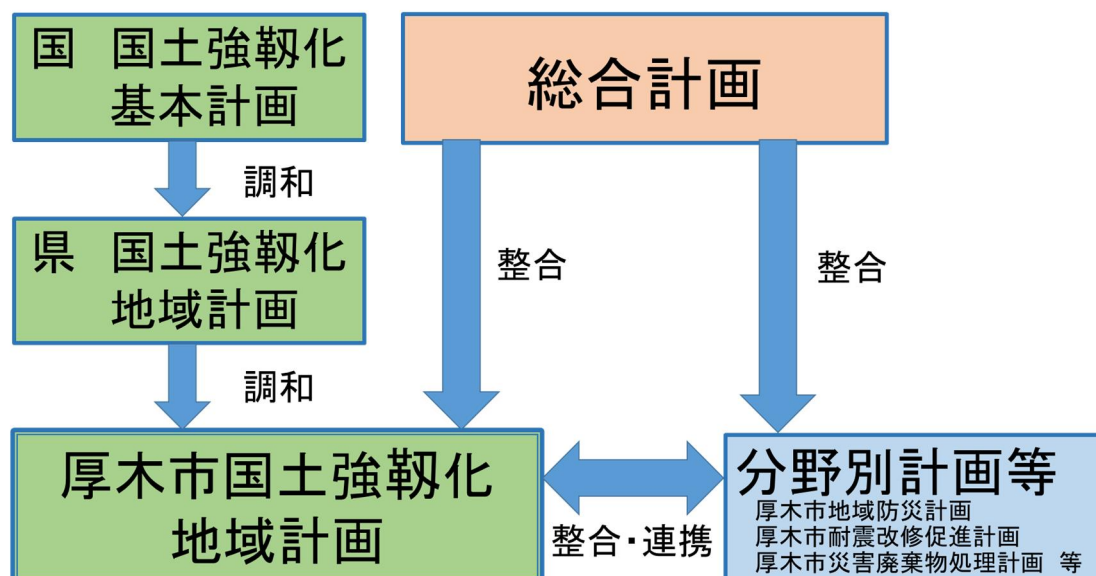 国　国土強靱化
基本計画
総合計画
調和
県　国土強靱化
地域計画
整合
整合
調和
厚木市国土強靱化
地域計画
整合・連携
分野別計画等
厚木市地域防災計画
厚木市耐震改修促進計画
厚木市災害廃棄物処理計画　等